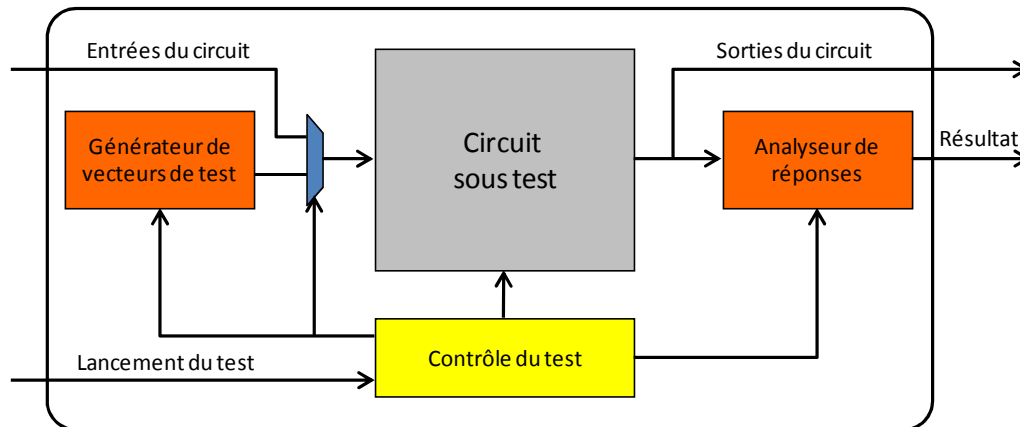 Entrées du circuit
Sorties du circuit
Générateur de
vecteurs de test
Circuit
sous test
Analyseur de
réponses
Résultat
Lancement du test
Contrôle du test